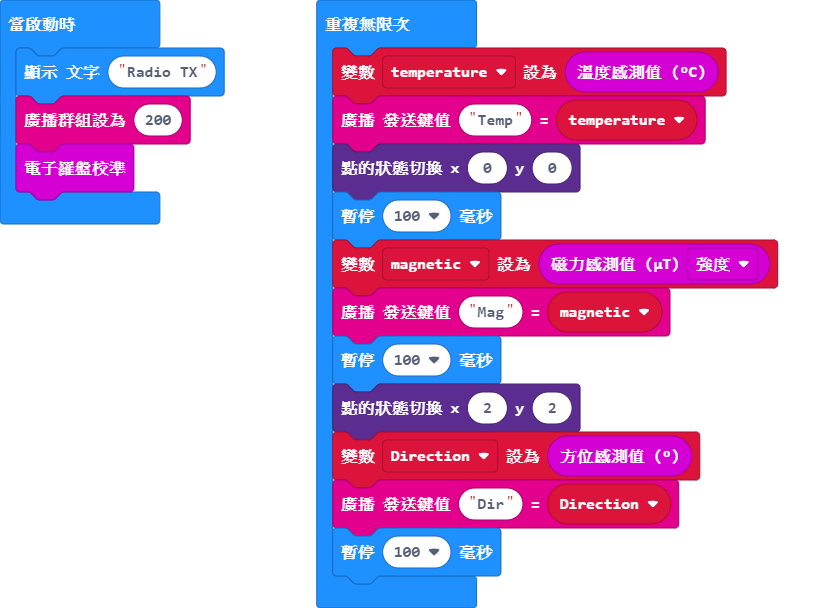 當啟動時
顯示 文字 "Radio TX"
廣播群組設為 200
電子羅盤校準
重複無限次
變數 temperature 設為 溫度感測值 (ºC)
廣播 發送鍵值 "Temp" = temperature
點的狀態切換 x 0 y 0
暫停 100 毫秒
變數 magnetic 設為 磁力感測值 (µT) 強度
廣播 發送鍵值 "Mag" = magnetic
暫停 100 毫秒
點的狀態切換 x 2 y 2
變數 Direction 設為 方位感測值 (º)
廣播 發送鍵值 "Dir" = Direction
暫停 100 毫秒